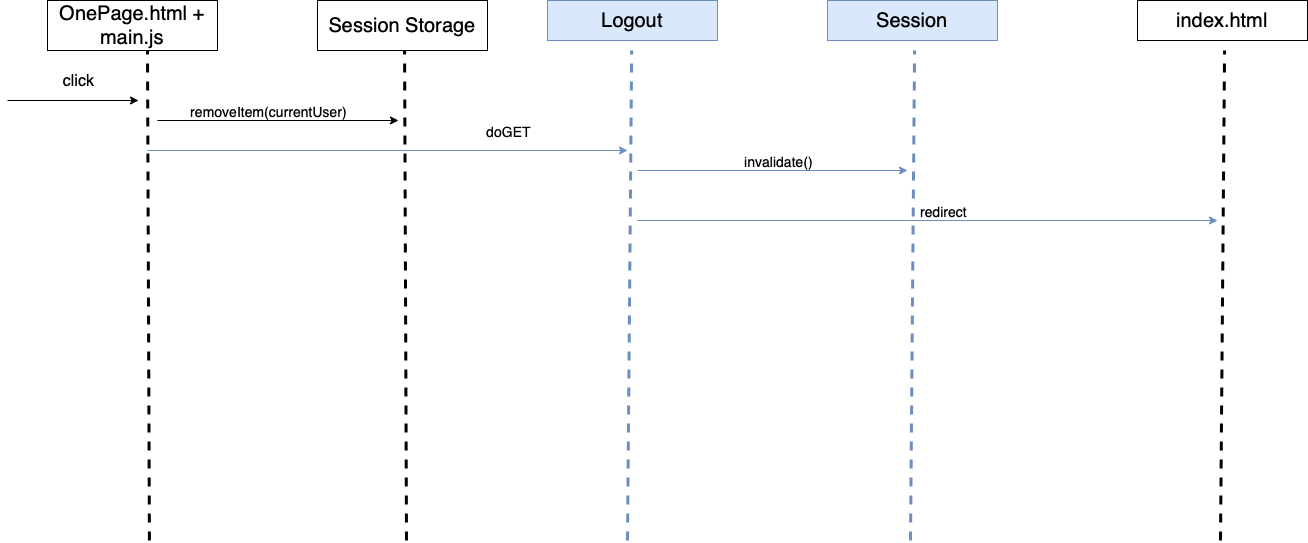 OnePage.html +
main.js
Session Storage
Logout
Session
index.html
click
removeItem(currentUser)
doGET
invalidate()
redirect